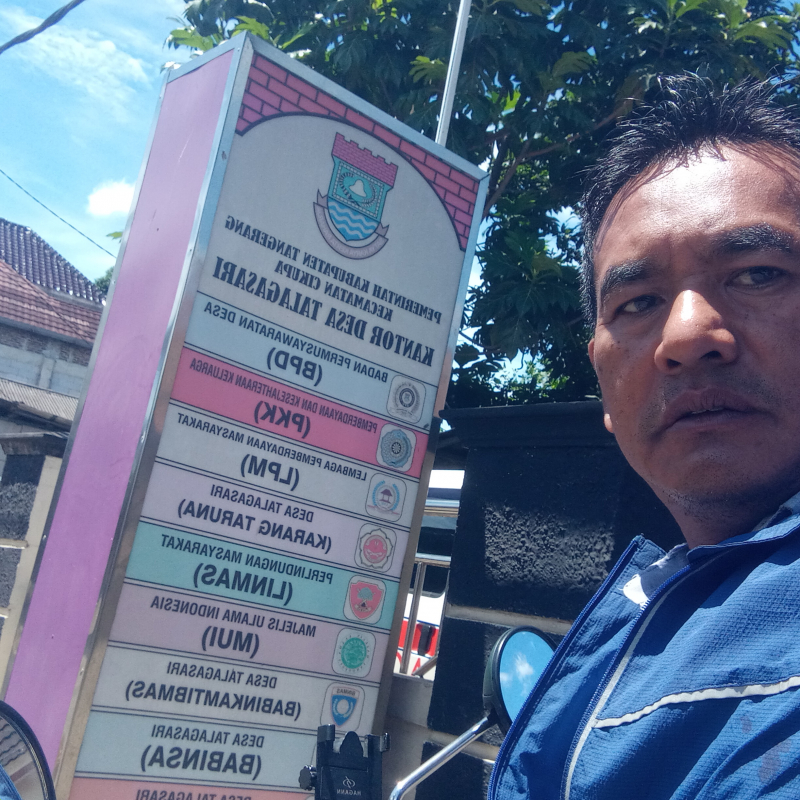 PEMERINTAH KABUPATEN TANGERANG
KECAMATAN CIKUPA
KANTOR DESA TALAGASARI
BADAN PERMUSYAWARATAN DESA
(BPD)
PEMBERDAYAAN DAN KESEJAHTERAAN KELUARGA
(PKK)
LEMBAGA PEMBERDAYAAN MASYARAKAT
(LPM)
DESA TALAGASARI
(KARANG TARUNA)
PERLINDUNGAN MASYARAKAT
(LINMAS)
MAJELIS ULAMA INDONESIA
(MUI)
DESA TALAGASARI
(BABINKAMTIBMAS)
DESA TALAGASARI
(BABINSA)
DESA TALAGASARI